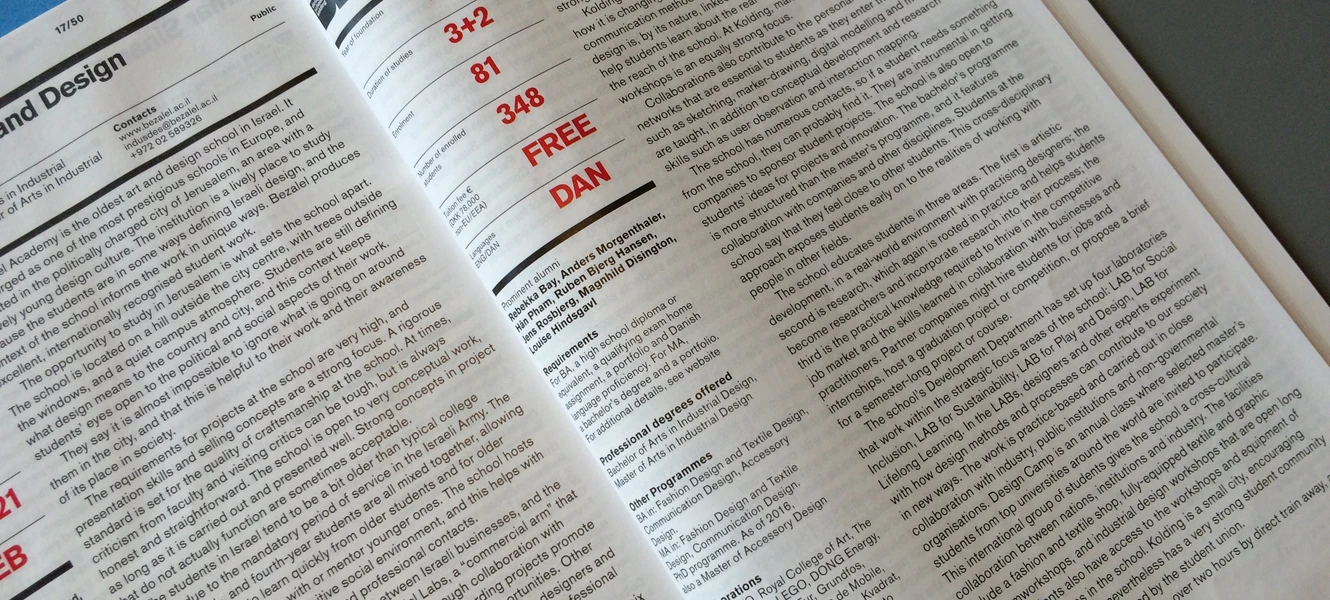 17/50
Public
and Design
Contacts
www.bezalel.ac.il
+972 02 589326
s in Industrial
of Arts in Industrial
el Academy is the oldest art and design school in Israel. It
as one of the most prestigious schools in Europe, and
in the politically charged city of Jerusalem, an area with a
young design culture. The institution is a lively place to study
the students are in some ways defining Israeli design, and the
context of the school informs the work in unique ways. Bezalel produces
excellent, internationally recognised student work.
The opportunity to study in Jerusalem is what sets the school apart.
The school is located on a hill outside the city centre, with trees outside
the windows, and a quiet campus atmosphere. Students are still defining
what design means to the country and city, and this context keeps
students' eyes open to the political and social aspects of their work.
They say it is almost impossible to ignore what is going on around
them in the city, and that this is helpful to their work and their awareness
of its place in society.
The requirements for projects at the school are very high, and
presentation skills and selling concepts are a strong focus. A rigorous
standard is set for the quality of craftsmanship at the school. At times,
criticism from faculty and visiting critics can be tough, but is always
honest and straightforward. The school is open to very conceptual work,
as long as it is carried out and presented well. Strong concepts in project
that do not actually function are sometimes acceptable.
students in Israel tend to be a bit older than typical college
due to the mandatory period of service in the Israeli Army. The
and fourth-year students are all mixed together, allowing
learn quickly from older students and for older
with or mentor younger ones. The school hosts
social environment, and this helps with
professional contacts.
between Israeli businesses, and the
Labs, a "commercial arm" that
through collaboration with
projects promote
opportunities. Other
designers and
21
EB
of foundation
Duration of studies
3+2
Enrolment
81
Number of enrolled
students
348
Tuition fee €
(DKK 78,000
non-EU/EEA)
FREE
Languages
ENG/DAN
DAN
Prominent alumni
Rebekka Bay, Anders Morgenthaler,
Hán Pham, Ruben Bjerg Hansen,
Jens Rosbjerg, Magnhild Disington,
Louise Hindsgavl
Requirements
For BA, a high school diploma or
equivalent, a qualifying exam home
assignment, a portfolio and Danish
language proficiency. For MA,
a bachelor's degree and a portfolio.
For additional details, see website
Professional degrees offered
Bachelor of Arts in Industrial Design,
Master of Arts in Industrial Design
Other Programmes
BA in: Fashion Design and Textile Design,
Communication Design, Accessory
Design.
MA in: Fashion Design and Textile
Design, Communication Design;
PhD programme. As of 2016,
also a Master of Accessory Design
Royal College of Art, The
LEGO, DONG Energy,
Grundfos,
de Mobile,
Kvadrat,
how it is changing
communication
design is, by its nature, linked
help students learn about the
the reach of the school. At Kolding,
workshops is an equally strong focus.
Collaborations also contribute to the personal
networks that are essential to students as they enter the
such as sketching, marker-drawing, digital modeling and
are taught, in addition to conceptual development and research
skills such as user observation and interaction mapping.
The school has numerous contacts, so if a student needs something
from the school, they can probably find it. They are instrumental in getting
companies to sponsor student projects. The school is also open to
students' ideas for projects and innovation. The bachelor's programme
is more structured than the master's programme, and it features
collaboration with companies and other disciplines. Students at the
school say that they feel close to other students. This cross-disciplinary
approach exposes students early on to the realities of working with
people in other fields.
The school educates students in three areas. The first is artistic
development, in a real-world environment with practising designers; the
second is research, which again is rooted in practice and helps students
become researchers and incorporate research into their process; the
third is the practical knowledge required to thrive in the competitive
job market and the skills learned in collaboration with businesses and
practitioners. Partner companies might hire students for jobs and
internships, host a graduation project or competition, or propose a brief
for a semester-long project or course.
The school's Development Department has set up four laboratories
that work within the strategic focus areas of the school: LAB for Social
Inclusion, LAB for Sustainability, LAB for Play and Design, LAB for
Lifelong Learning. In the LABs, designers and other experts experiment
with how design methods and processes can contribute to our society
in new ways. The work is practice-based and carried out in close
collaboration with industry, public institutions and non-governmental
organisations. Design Camp is an annual class where selected master's
students from top universities around the world are invited to participate.
This international group of students gives the school a cross-cultural
collaboration between nations, institutions and industry. The facilities
include a fashion and textile shop, fully-equipped textile and graphic
workshops, and industrial design workshops that are open long
also have access to the workshops and equipment of
in the school. Kolding is a small city, encouraging
nevertheless has a very strong student community
by the student union.
over two hours by direct train away,